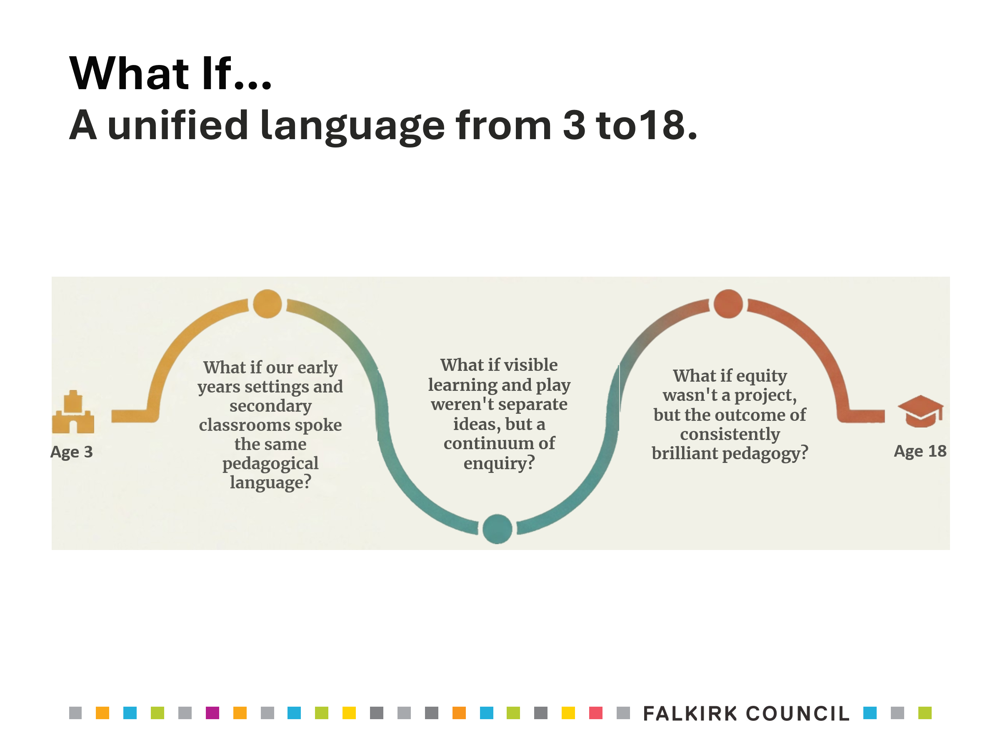 What If...
A unified language from 3 to18.
What if our early
years settings and
secondary
classrooms spoke
the same
pedagogical
language?
What if visible
learning and play
weren't separate
ideas, but a
continuum of
enquiry?
What if equity
wasn't a project,
but the outcome of
consistently
brilliant pedagogy?
Age 3
Age 18
FALKIRK COUNCIL